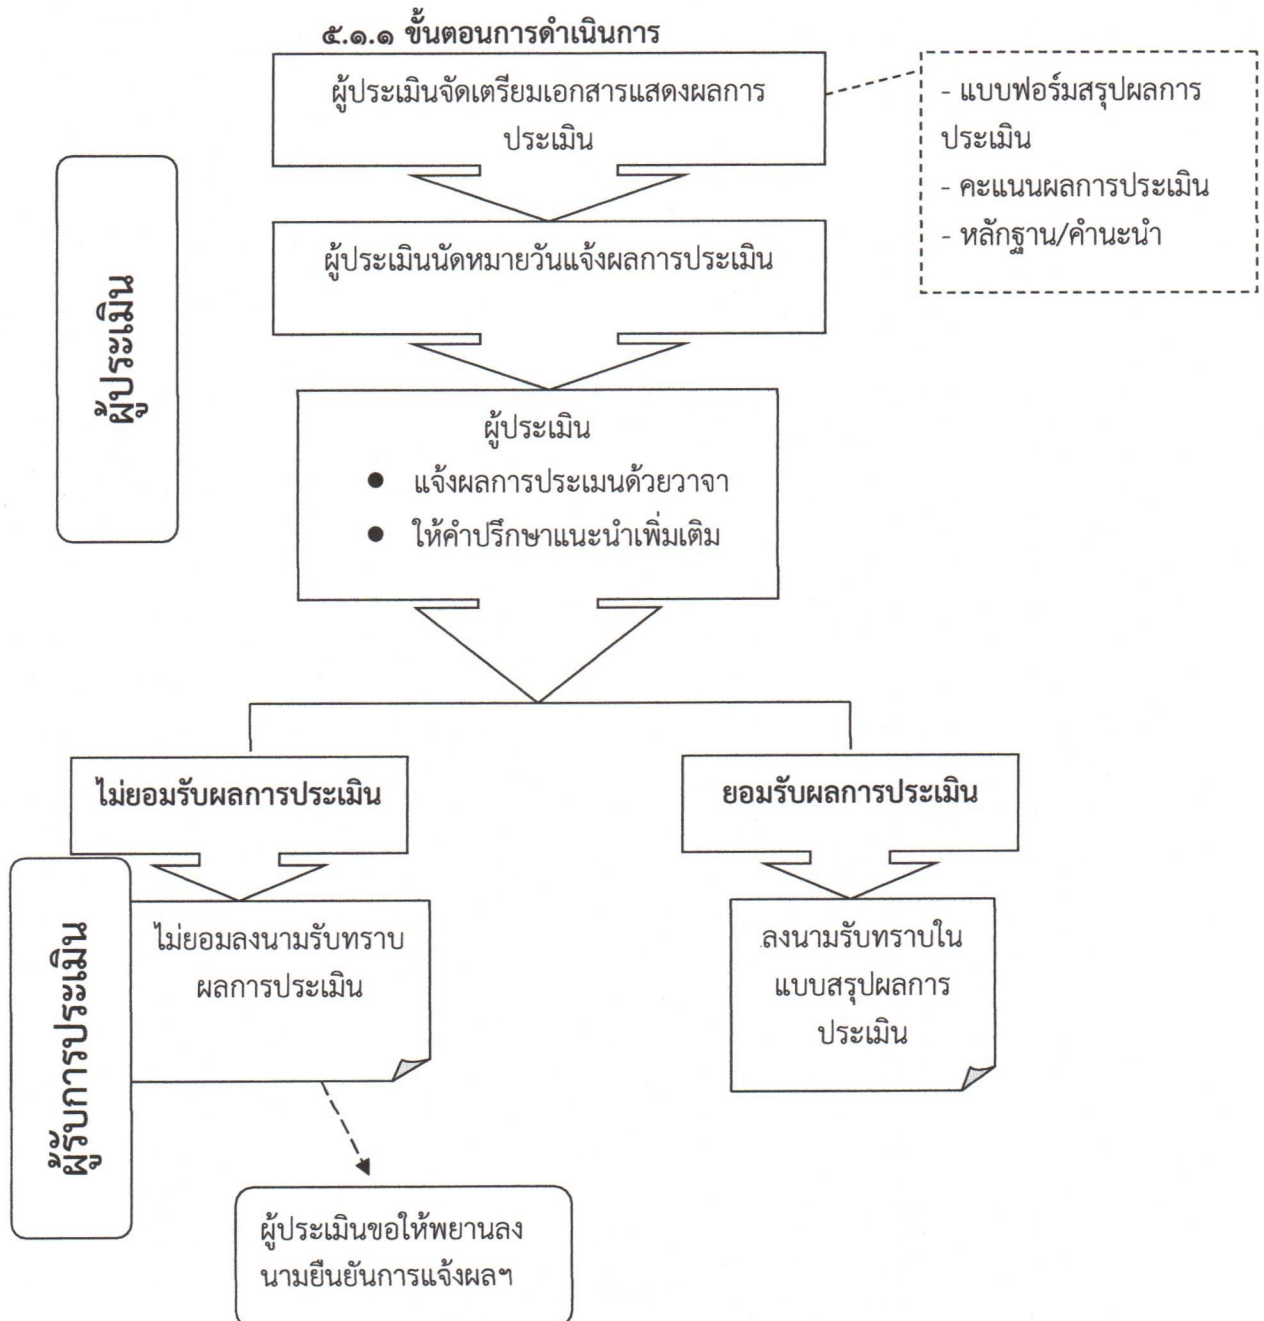 ๕.๑.๑ ขั้นตอนการดำเนินการ
ผู้ประเมินจัดเตรียมเอกสารแสดงผลการ
ประเมิน
- แบบฟอร์มสรุปผลการ
ประเมิน
- คะแนนผลการประเมิน
- หลักฐาน/คำนะนำ
ผู้ประเมิน
ผู้ประเมินนัดหมายวันแจ้งผลการประเมิน
ผู้ประเมิน
● แจ้งผลการประเมนด้วยวาจา
● ให้คำปรึกษาแนะนำเพิ่มเติม
ไม่ยอมรับผลการประเมิน
ยอมรับผลการประเมิน
ผู้รับการประเมิน
ไม่ยอมลงนามรับทราบ
ผลการประเมิน
ลงนามรับทราบใน
แบบสรุปผลการ
ประเมิน
ผู้ประเมินขอให้พยานลง
นามยืนยันการแจ้งผลฯ